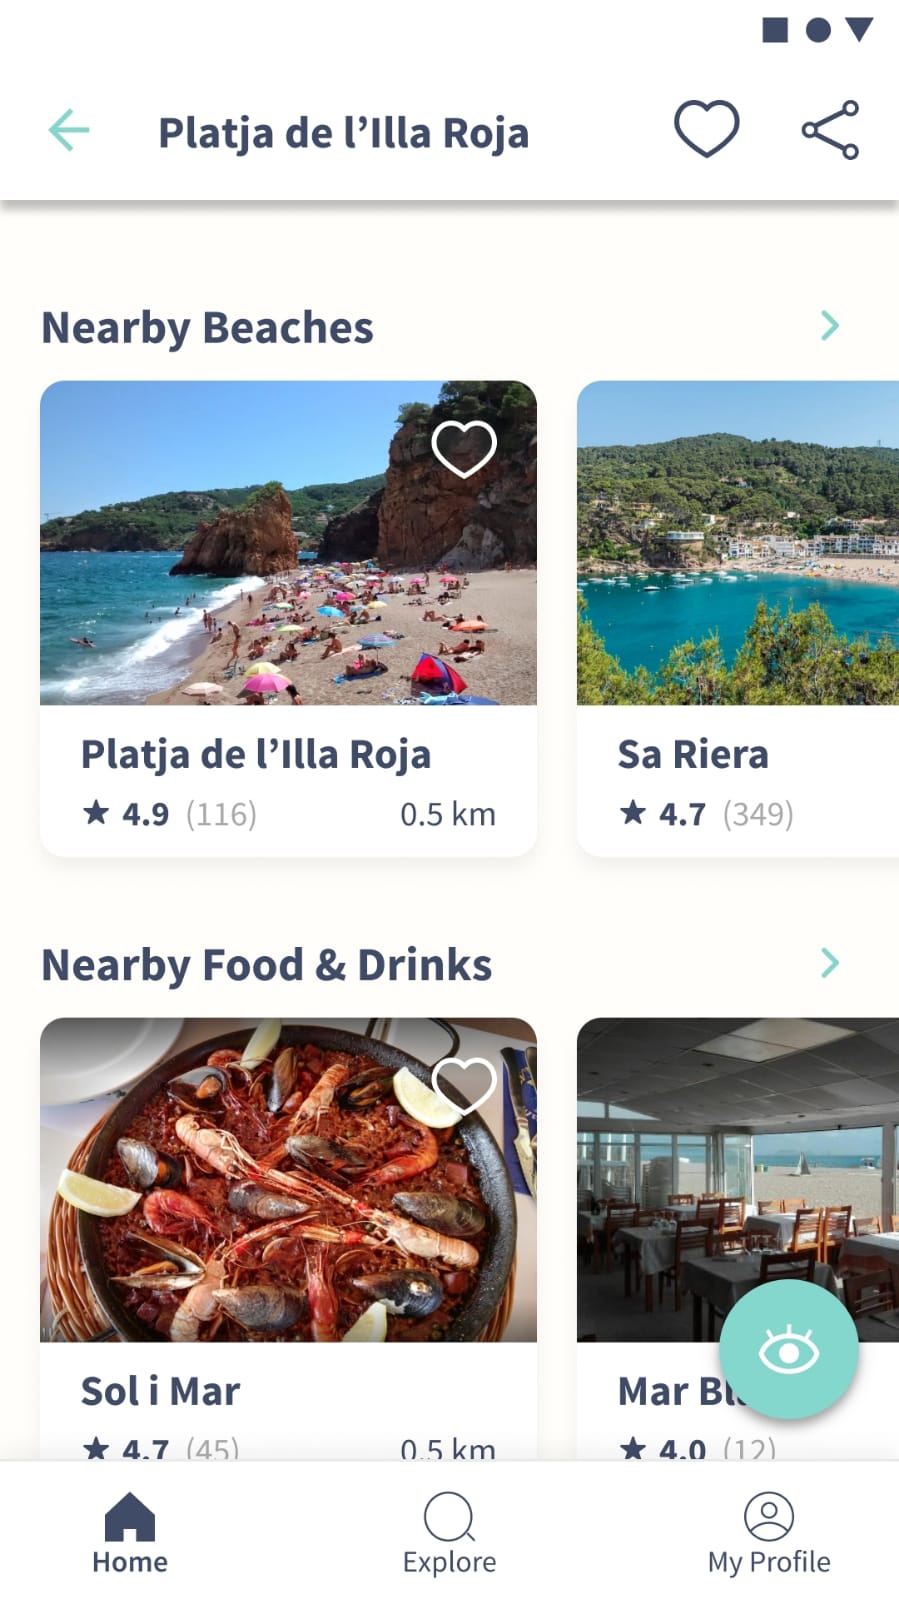 Platja de l’Illa Roja
Nearby Beaches
Platja de l’Illa Roja
4.9 (116) 0.5 km
Sa Riera
4.7 (349)
Nearby Food & Drinks
Sol i Mar
4.7 (45) 0.5 km
Mar
4.0 (12)
Home
Explore
My Profile